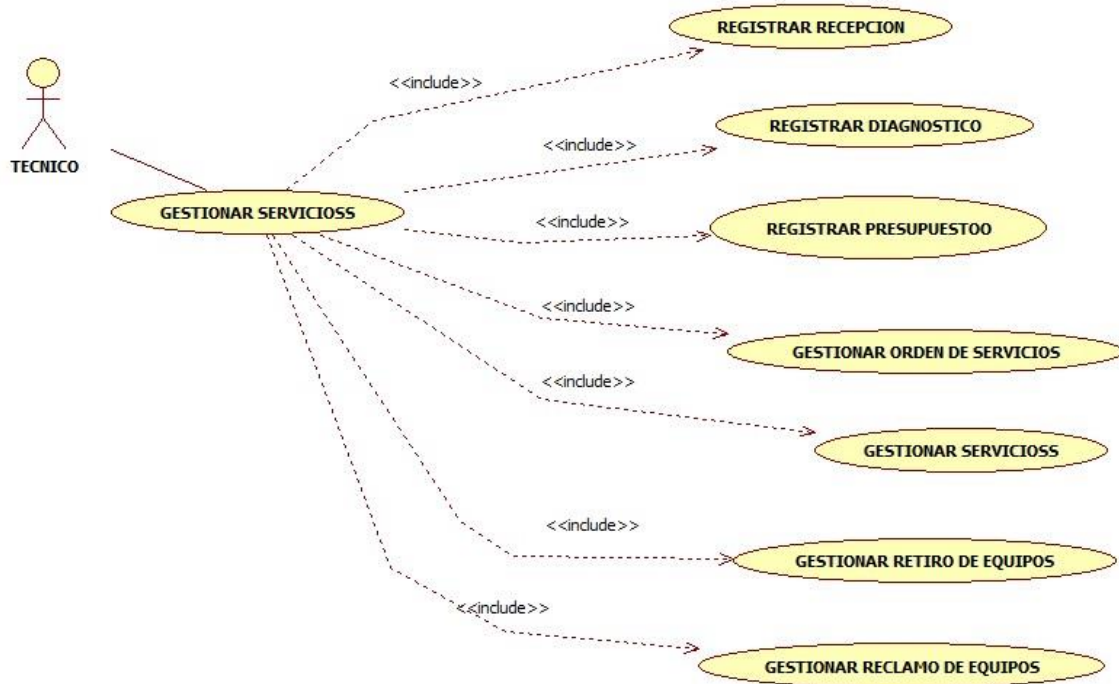 REGISTRAR RECEPCION
<<include>>
TECNICO
REGISTRAR DIAGNOSTICO
<<include>>
GESTIONAR SERVICIOSS
<<include>>
REGISTRAR PRESUPUESTOO
<<include>>
GESTIONAR ORDEN DE SERVICIOS
<<include>>
GESTIONAR SERVICIOSS
<<include>>
GESTIONAR RETIRO DE EQUIPOS
<<include>>
GESTIONAR RECLAMO DE EQUIPOS